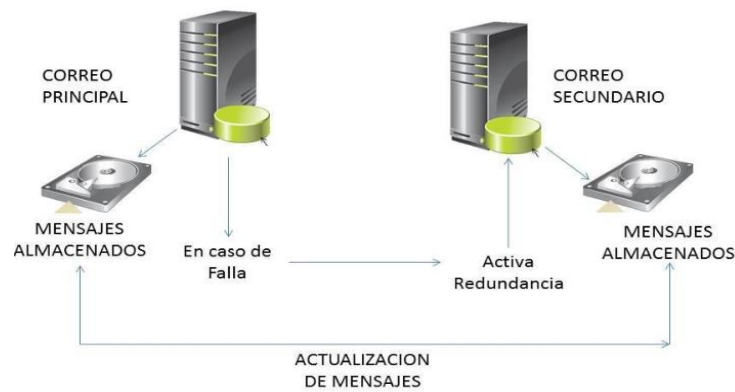 CORREO
PRINCIPAL
CORREO
SECUNDARIO
MENSAJES
ALMACENADOS
En caso de
Falla
Activa
Redundancia
MENSAJES
ALMACENADOS
ACTUALIZACION
DE MENSAJES